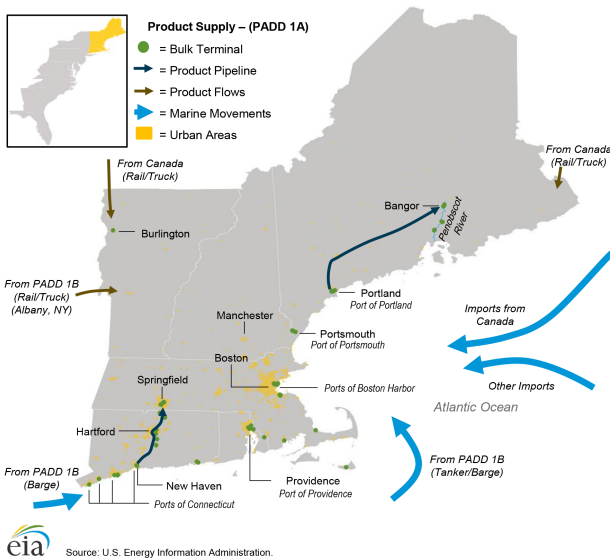 Product Supply – (PADD 1A)
= Bulk Terminal
= Product Pipeline
= Product Flows
= Marine Movements
= Urban Areas
From Canada
(Rail/Truck)
From Canada
(Rail/Truck)
Bangor
Penobscot
River
Burlington
From PADD 1B
(Rail/Truck)
(Albany, NY)
Portland
Port of Portland
Manchester
Imports from
Canada
Portsmouth
Port of Portsmouth
Boston
Springfield
Ports of Boston Harbor
Other Imports
Atlantic Ocean
Hartford
From PADD 1B
(Tanker/Barge)
From PADD 1B
(Barge)
New Haven
Providence
Port of Providence
Ports of Connecticut
eia
Source: U.S. Energy Information Administration.